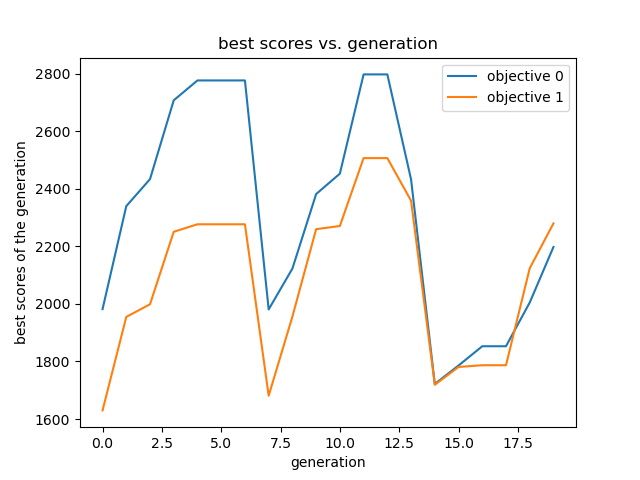 best scores vs. generation
objective 0
objective 1
best scores of the generation
2800
2600
2400
2200
2000
1800
1600
0.0 2.5 5.0 7.5 10.0 12.5 15.0 17.5
generation